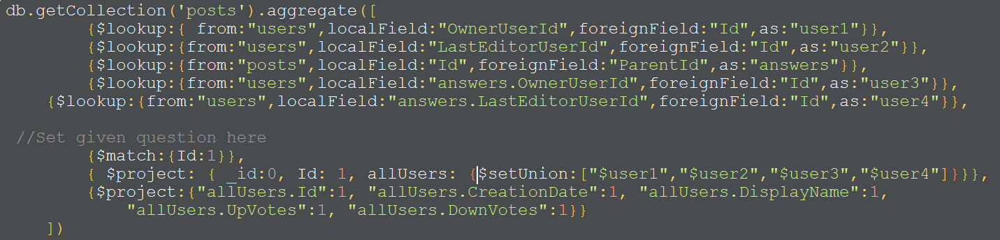 db.getCollection('posts').aggregate([
{$lookup:{ from:"users",localField:"OwnerUserId",foreignField:"Id",as:"user1"}},
{$lookup:{from:"users",localField:"LastEditorUserId",foreignField:"Id",as:"user2"}},
{$lookup:{from:"posts",localField:"Id",foreignField:"ParentId",as:"answers"}},
{$lookup:{from:"users",localField:"answers.OwnerUserId",foreignField:"Id",as:"user3"}},
{$lookup:{from:"users",localField:"answers.LastEditorUserId",foreignField:"Id",as:"user4"}},
//Set given question here
{$match:{Id:1}},
{ $project: { _id:0, Id: 1, allUsers: {$setUnion:["$user1","$user2","$user3","$user4"]}}},
{$project:{"allUsers.Id":1, "allUsers.CreationDate":1, "allUsers.DisplayName":1,
"allUsers.UpVotes":1, "allUsers.DownVotes":1}}
])